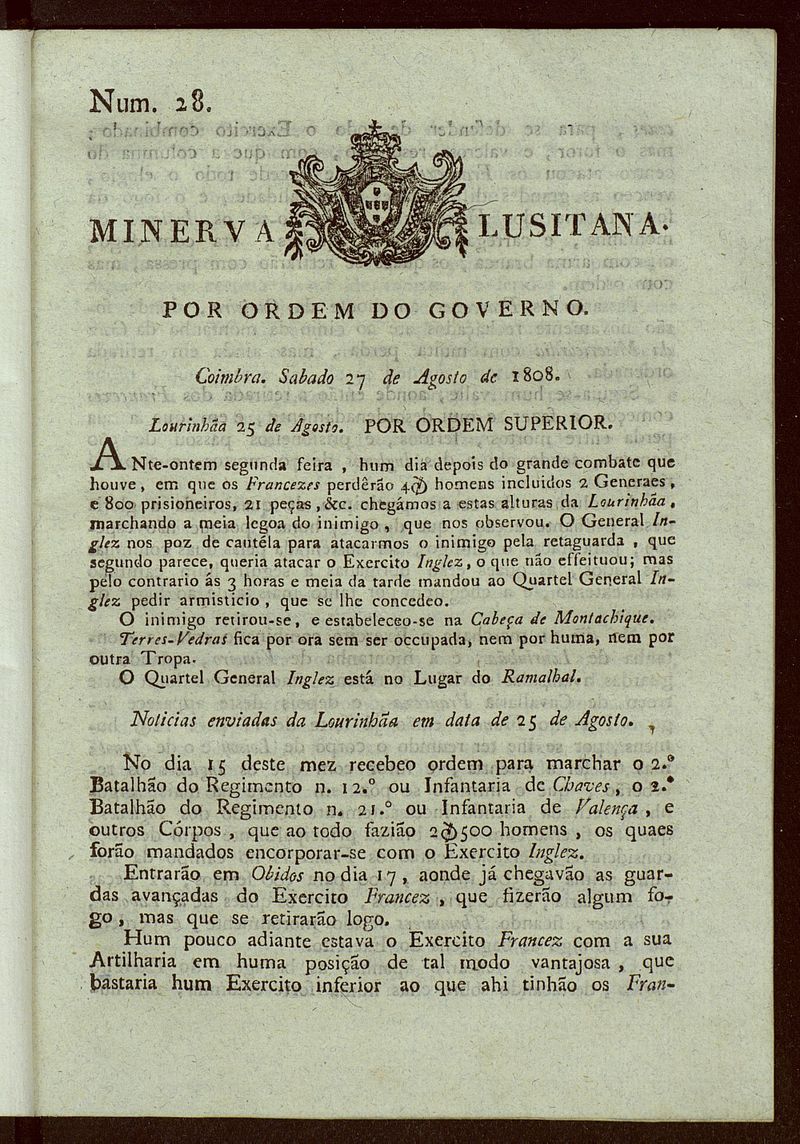 Num. 28.
MINERVA LUSITANA.
POR ORDEM DO GOVERNO.
Coimbra. Sabado 27 de Agosto de 1808.
Lourinhãa 25 de Agosto. POR ORDEM SUPERIOR.
ANte-ontem segunda feira, hum dia depois do grande combate que
houve, em que os Francezes perdêrão 4₯ homens incluidos 2 Generaes,
e 800 prisioneiros, 21 peças, &c. chegámos a estas alturas da Lourinhãa,
marchando a meia legoa do inimigo, que nos observou. O General In-
glez nos poz de cautéla para atacarmos o inimigo pela retaguarda, que
segundo parece, queria atacar o Exercito Inglez, o que não effeituou; mas
pelo contrario ás 3 horas e meia da tarde mandou ao Quartel General In-
glez pedir armisticio, que se lhe concedeo.
O inimigo retirou-se, e estabeleceo-se na Cabeça de Montachique.
Terres-Vedras fica por ora sem ser occupada, nem por huma, nem por
outra Tropa.
O Quartel General Inglez está no Lugar do Ramalhal.
Noticias enviadas da Lourinhãa em data de 25 de Agosto.
No dia 15 deste mez recebeo ordem para marchar o 2.º
Batalhão do Regimento n. 12.º ou Infantaria de Chaves, o 2.º
Batalhão do Regimento n. 21.º ou Infantaria de Valença, e
outros Córpos, que ao todo fazião 2₯500 homens, os quaes
forão mandados encorporar-se com o Exercito Inglez.
Entrarão em Obidos no dia 17, aonde já chegavão as guar-
das avançadas do Exercito Francez, que fizerão algum fo-
go, mas que se retirarão logo.
Hum pouco adiante estava o Exercito Francez com a sua
Artilharia em huma posição de tal modo vantajosa, que
bastaria hum Exercito inferior ao que ahi tinhão os Fran-